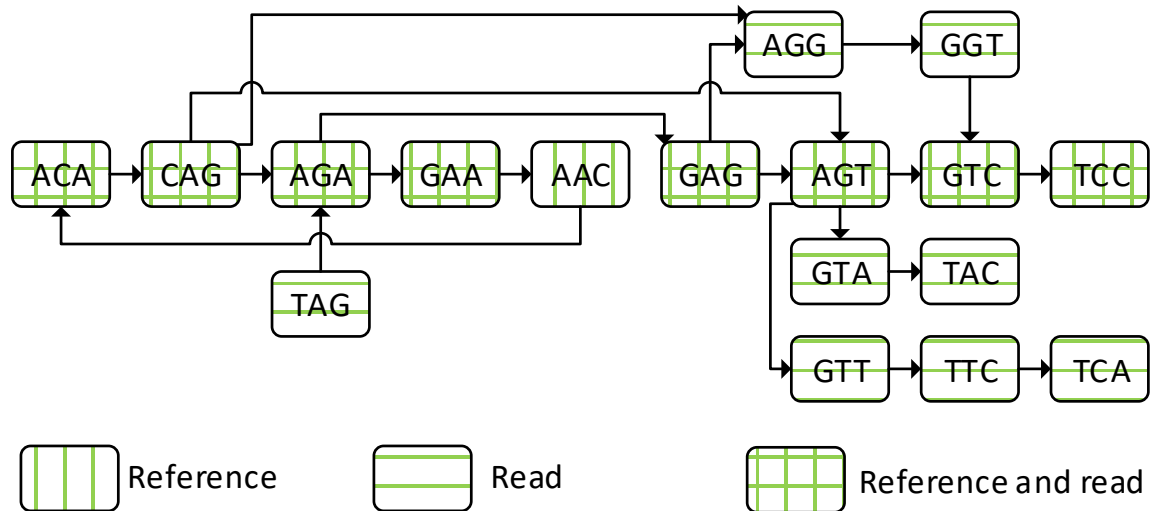 AGG GGT
ACA CAG AGA GAA AAC GAG AGT GTC TCC
GTA TAC
TAG
GTT TTC TCA
Reference Read Reference and read